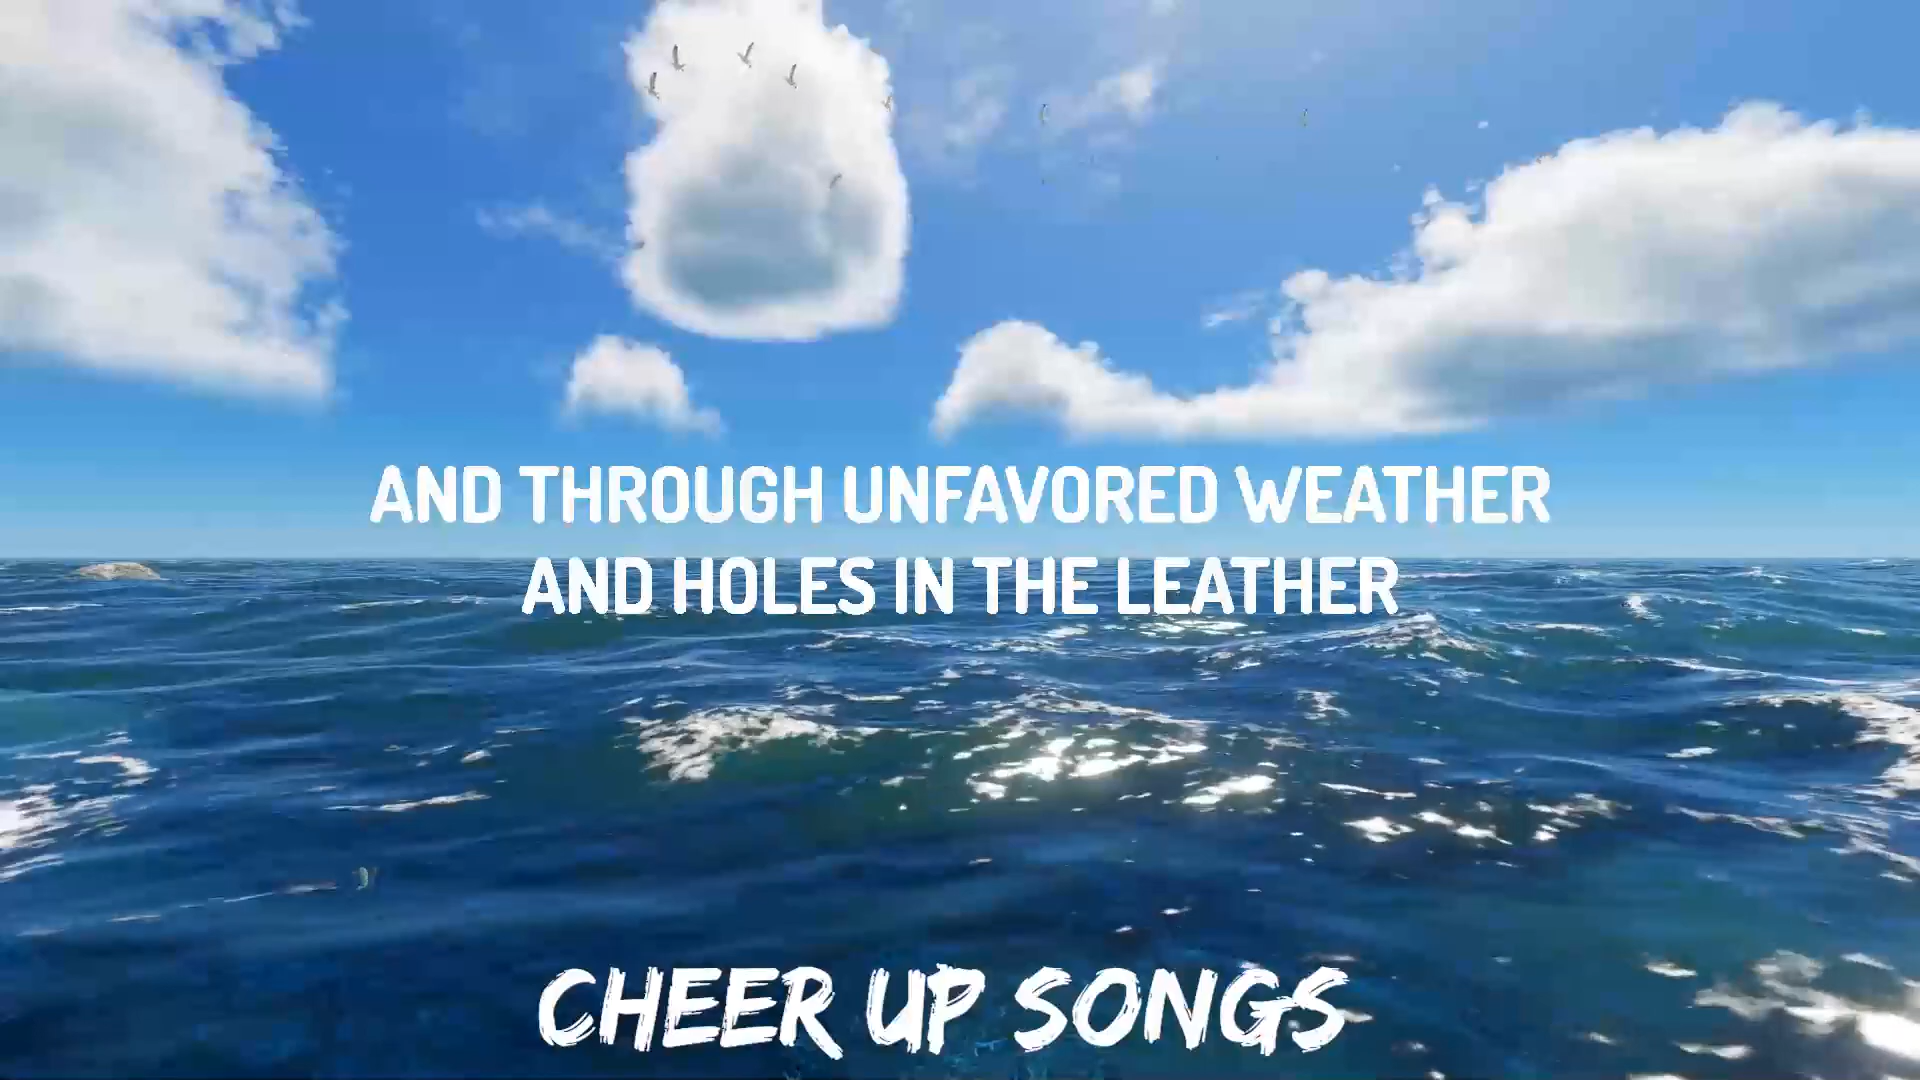 AND THROUGH UNFAVORED WEATHER
AND HOLES IN THE LEATHER
CHEER UP SONGS